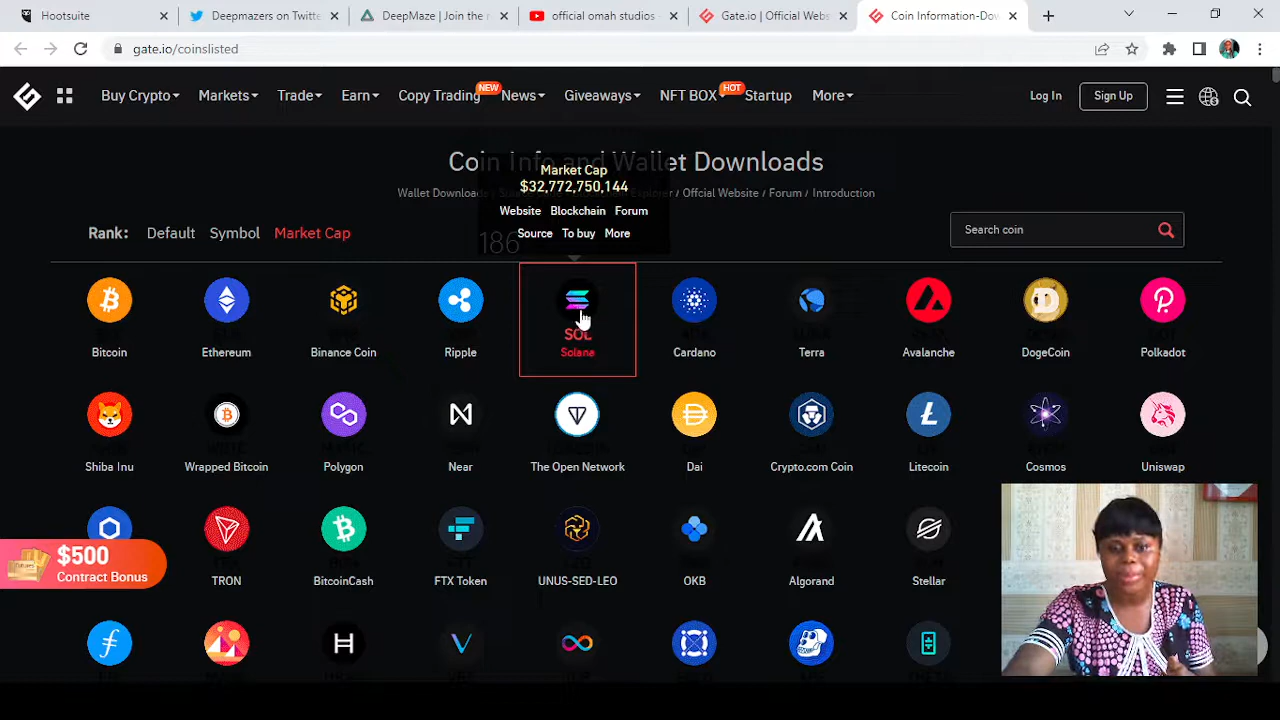 Hootsuite
Deepmazers on Twitte
DeepMaze | Join the r
official omah studios -
Gate.io | Official Webs
Coin Information-Dow
gate.io/coinslisted
Buy Crypto Markets Trade Earn Copy Trading NEW News Giveaways NFT BOX HOT Startup More Log In Sign Up
Coin Info and Wallet Downloads
Market Cap
$32,772,750,144
Explorer / Offcial Website / Forum / Introduction
Website Blockchain Forum
Source To buy More
186
Rank: Default Symbol Market Cap
Search coin
SOL
Bitcoin Ethereum Binance Coin Ripple Solana Cardano Terra Avalanche DogeCoin Polkadot
Shiba Inu Wrapped Bitcoin Polygon Near The Open Network Dai Crypto.com Coin Litecoin Cosmos Uniswap
$500
Contract Bonus
TRON BitcoinCash FTX Token UNUS-SED-LEO OKB Algorand Stellar